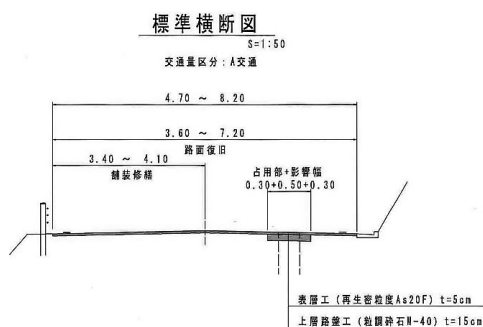 標準横断図
S=1:50
交通量区分:A交通
4.70 ~ 8.20
3.60 ~ 7.20
路面復旧
3.40 ~ 4.10
舗装修繕
占用部+影響幅
0.30+0.50+0.30
表層工 (再生密粒度As20F) t=5cm
上層路盤工 (粒調砕石M-40) t=15cm